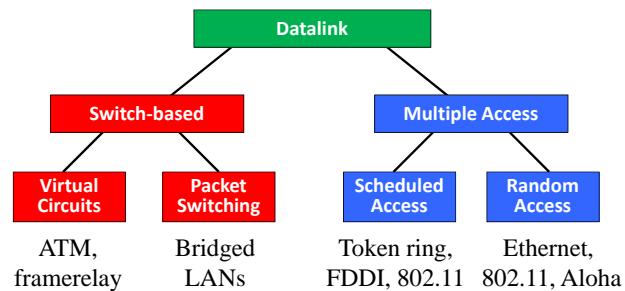 Datalink
Switch-based
Multiple Access
Virtual
Circuits
Packet
Switching
Scheduled
Access
Random
Access
ATM,
framerelay
Bridged
LANs
Token ring,
FDDI, 802.11
Ethernet,
802.11, Aloha